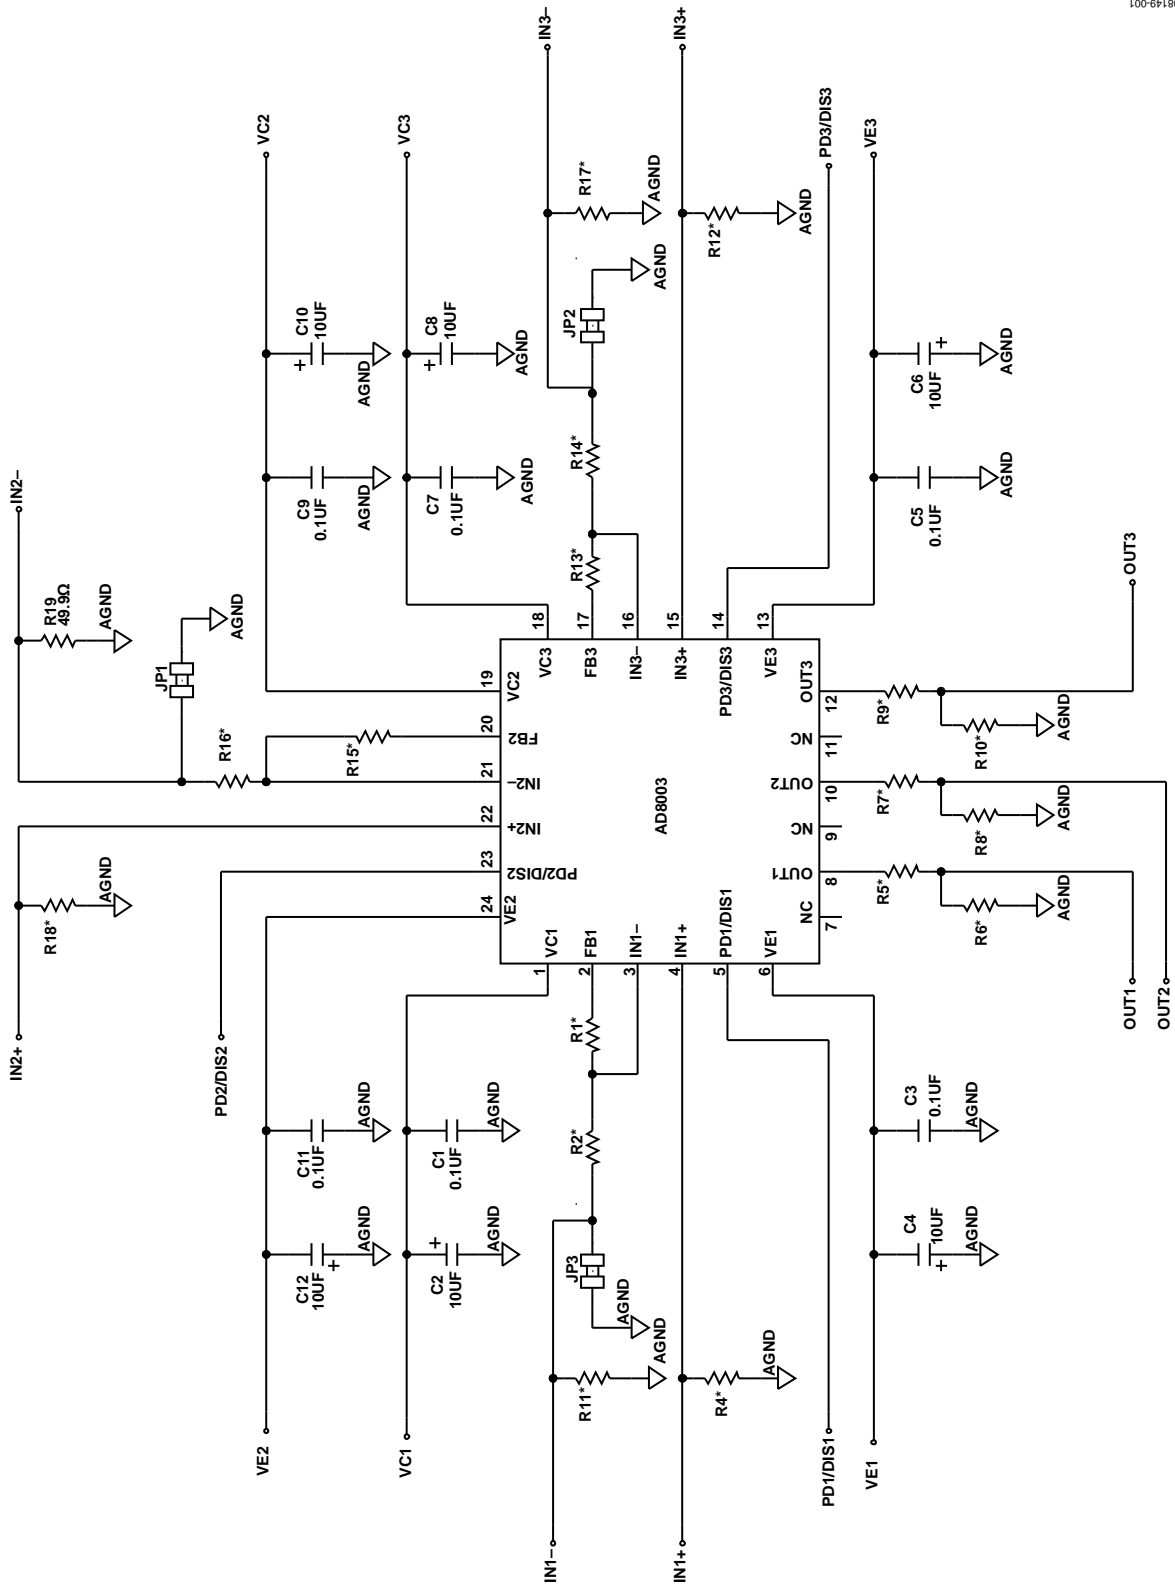 08149-001
IN3–
IN3+
VC2
VC3
PD3/DIS3
VE3
R17*
AGND
R12*
AGND
JP2
AGND
C10
10UF
AGND
C8
10UF
AGND
C6
10UF
AGND
IN2–
R14*
C9
0.1UF
AGND
C7
0.1UF
AGND
C5
0.1UF
AGND
R19
49.9Ω
AGND
JP1
AGND
R13*
OUT3
18
17
16
15
14
13
VC3
FB3
IN3–
IN3+
PD3/DIS3
VE3
19
VC2
R16*
R15*
20
FB2
21
IN2–
22
IN2+
23
PD2/DIS2
24
VE2
AD8003
OUT3
12
NC
11
OUT2
10
NC
9
OUT1
8
NC
7
R9*
R10*
AGND
R7*
R8*
AGND
R5*
R6*
AGND
R18*
AGND
VC1
FB1
IN1–
IN1+
PD1/DIS1
VE1
1
2
3
4
5
6
IN2+
PD2/DIS2
R1*
OUT1
OUT2
C11
0.1UF
AGND
C1
0.1UF
AGND
R2*
C3
0.1UF
AGND
C12
10UF
AGND
C2
10UF
AGND
JP3
AGND
C4
10UF
AGND
R11*
AGND
R4*
AGND
VE2
VC1
PD1/DIS1
VE1
IN1–
IN1+